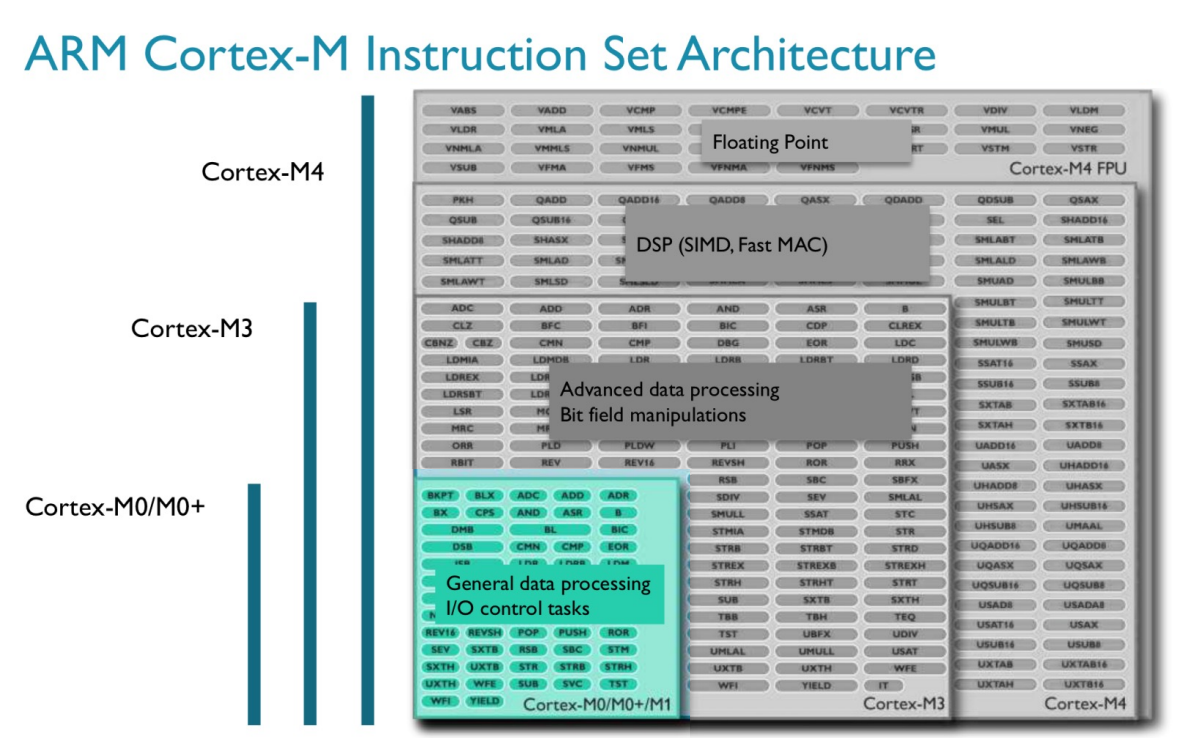 ARM Cortex-M Instruction Set Architecture
Cortex-M4
Cortex-M3
Cortex-M0/M0+
VABS VADD VCMP VCMPE VCVT VCVTR VDIV VLDM
VLDR VMLA VMLS VMUL VNEG
Floating Point
VNMLA VMMLS VNMUL VSTM VSTR
VSUB VFMA VFMS VFNMA VFNMS
Cortex-M4 FPU
PKH QADD QADD16 QADD8 QASX QDADD QDSUB QSAX
QSUB QSUB16 SEL SHADD16
SHADD8 SHASX SMLABT SMLATB
DSP (SIMD, Fast MAC)
SMLATT SMLAD SMLALD SMLAWB
SMLAWT SMLSD SMUAD SMULBB
SMULBT SMULTT
SMULTB SMULWT
SMULWB SMUSD
SSAT16 SSAX
SSUB16 SSUB8
SXTAB SXTAB16
SXTAH SXTB16
UADD16 UADD8
UASX UHADD16
UHADD8 UHASX
UHSAX UHSUB16
UHSUB8 UMAAL
UQADD16 UQADD8
UQASX UQSAX
UQSUB16 UQSUB8
USAD8 USADA8
USAT16 USAX
USUB16 USUB8
UXTAB UXTAB16
UXTAH UXTB16
Cortex-M4
ADC ADD ADR AND ASR B
CLZ BFC BFI BIC CDP CLREX
CBNZ CBZ CMN CMP DBG EOR LDC
LDMIA LDMDB LDR LDRB LDRBT LDRD
LDREX
LDRSBT
Advanced data processing
Bit field manipulations
LSR
MRC
ORR PLD PLDW PLI POP PUSH
RBIT REV REV16 REVSH ROR RRX
RSB SBC SBFX
SDIV SEV SMLAL
SMULL SSAT STC
STMIA STMDB STR
STRB STRBT STRD
STREX STREXB STREXH
STRH STRHT STRT
SUB SXTB SXTH
TBB TBH TEQ
TST UBFX UDIV
UMLAL UMULL USAT
UXTB UXTH WFE
WFI YIELD IT
Cortex-M3
BKPT BLX ADC ADD ADR
BX CPS AND ASR B
DMB BL BIC
DSB CMN CMP EOR
ISB LDR LDRB LDM
General data processing
I/O control tasks
REV16 REVSH POP PUSH ROR
SEV SXTB RSB SBC STM
SXTH UXTB STR STRB STRH
UXTH WFE SUB SVC TST
WFI YIELD
Cortex-M0/M0+/M1